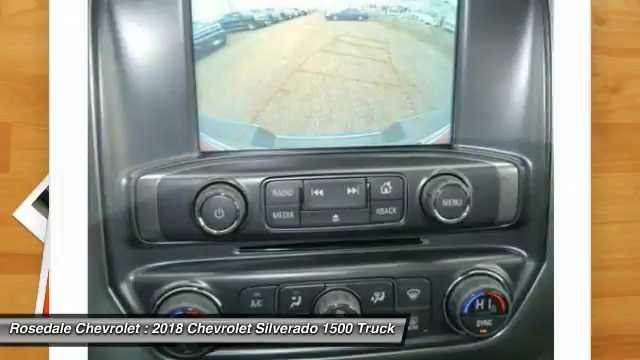 RADIO
MEDIA
BACK
MENU
A/C
HI
SYNC
Rosedale Chevrolet : 2018 Chevrolet Silverado 1500 Truck